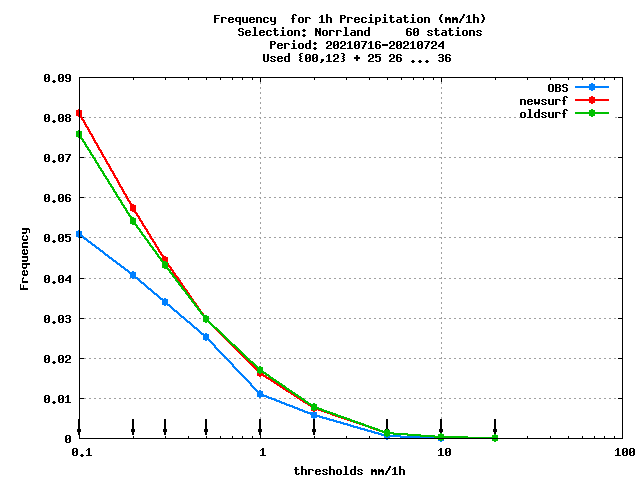 Frequency  for 1h Precipitation (mm/1h)
Selection: Norrland     60 stations
Period: 20210716-20210724
Used {00,12} + 25 26 ... 36
OBS
newsurf
oldsurf
0.09
0.08
0.07
0.06
0.05
0.04
0.03
0.02
0.01
0
Frequency
0.1 1 10 100
thresholds mm/1h